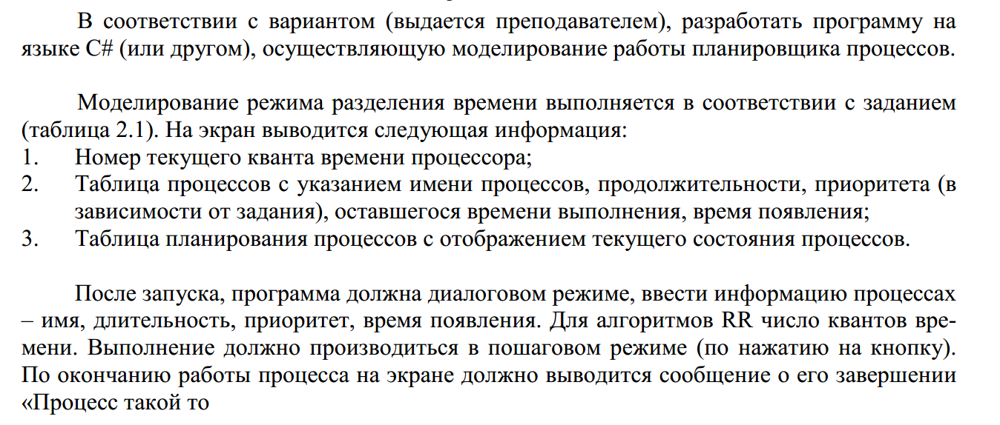 В соответствии с вариантом (выдается преподавателем), разработать программу на
языке C# (или другом), осуществляющую моделирование работы планировщика процессов.
Моделирование режима разделения времени выполняется в соответствии с заданием
(таблица 2.1). На экран выводится следующая информация:
1. Номер текущего кванта времени процессора;
2. Таблица процессов с указанием имени процессов, продолжительности, приоритета (в
зависимости от задания), оставшегося времени выполнения, время появления;
3. Таблица планирования процессов с отображением текущего состояния процессов.
После запуска, программа должна диалоговом режиме, ввести информацию процессах
– имя, длительность, приоритет, время появления. Для алгоритмов RR число квантов вре-
мени. Выполнение должно производиться в пошаговом режиме (по нажатию на кнопку).
По окончанию работы процесса на экране должно выводится сообщение о его завершении
«Процесс такой то